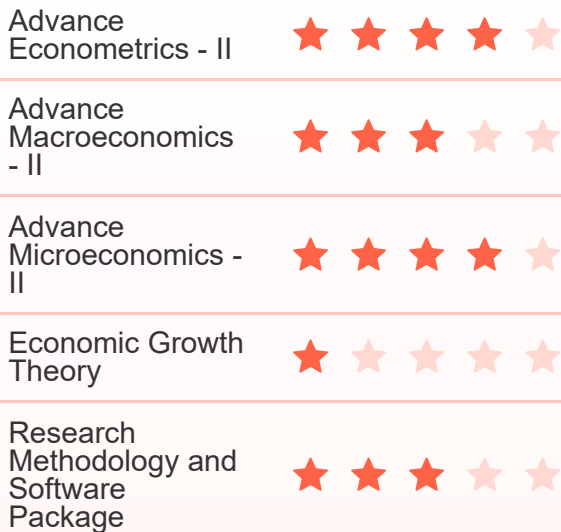 Advance
Econometrics - II
Advance
Macroeconomics
- II
Advance
Microeconomics -
II
Economic Growth
Theory
Research
Methodology and
Software
Package